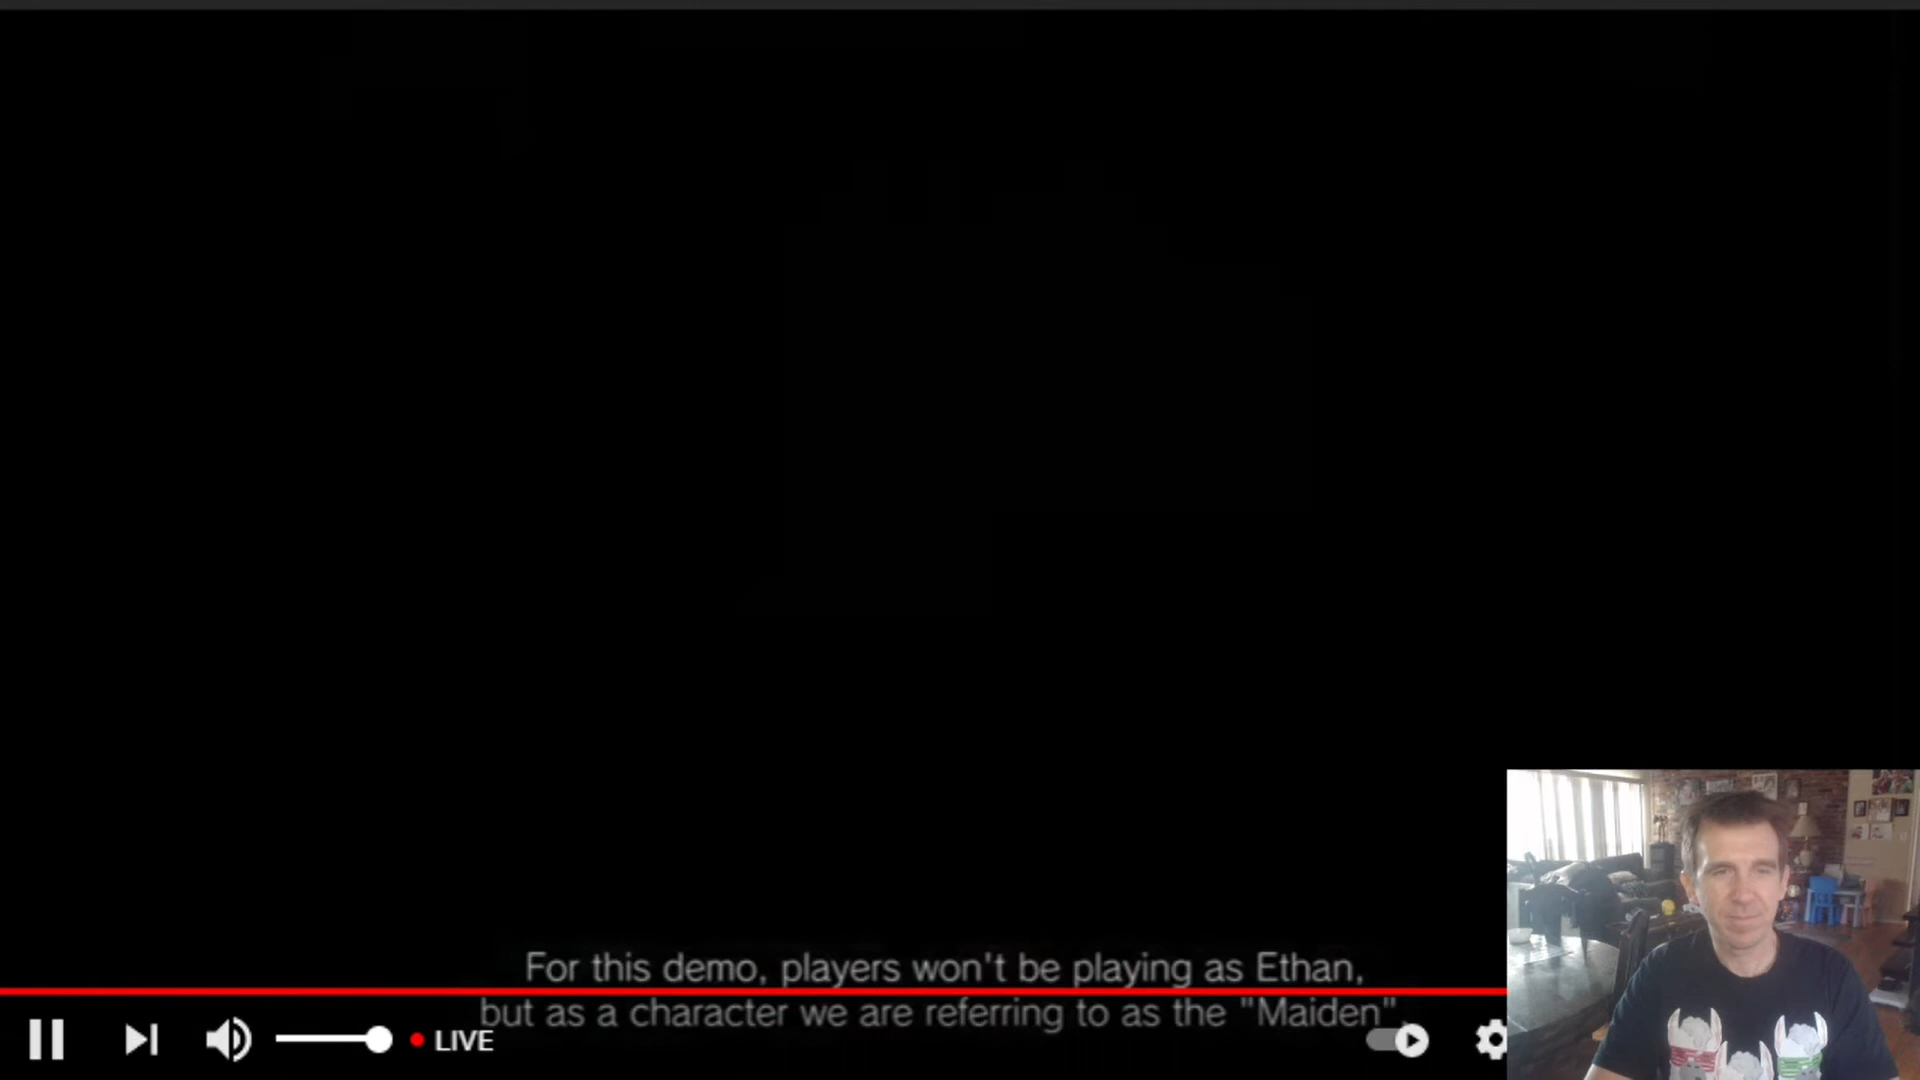 For this demo, players won't be playing as Ethan,
but as a character we are referring to as the "Maiden".
LIVE